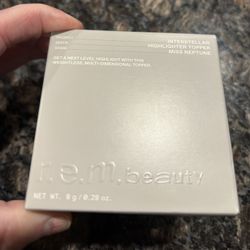 INTERSTELLAR
HIGHLIGHTER TOPPER
MISS NEPTUNE
GET A NEXT LEVEL HIGHLIGHT WITH THIS
WEIGHTLESS, MULTI-DIMENSIONAL TOPPER.
r.e.m.beauty
NET WT. 8 g / 0.28 oz.